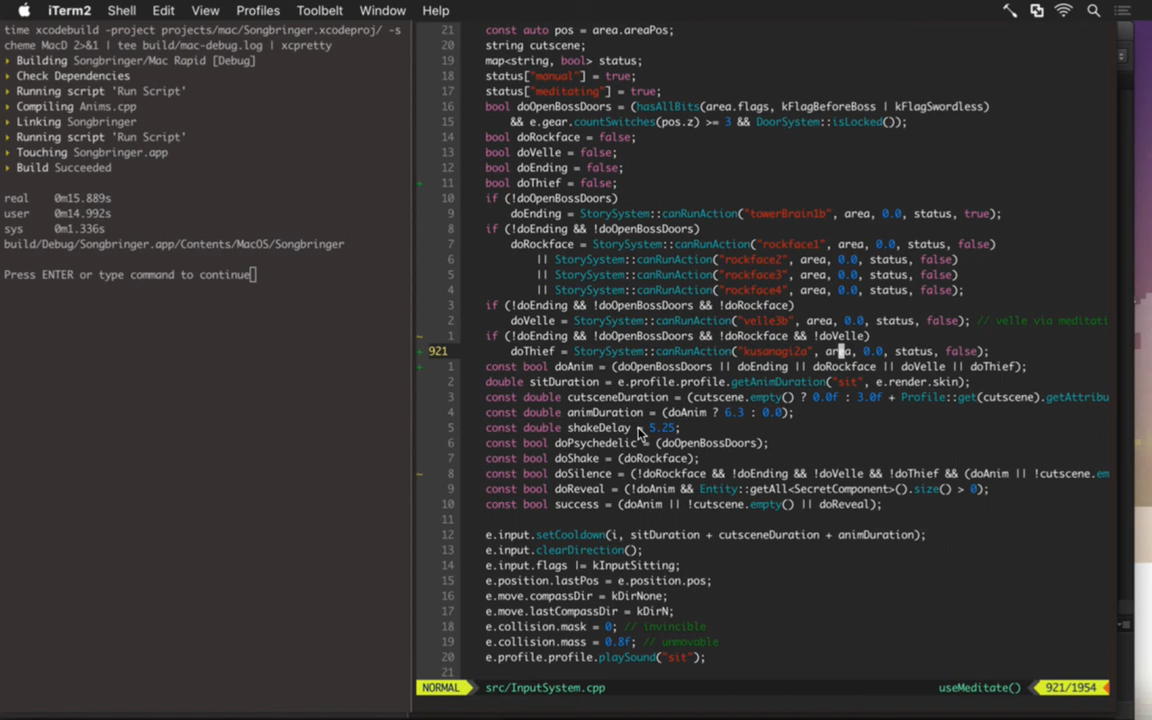 iTerm2 Shell Edit View Profiles Toolbelt Window Help
time xcodebuild -project projects/mac/Songbringer.xcodeproj/ -s
cheme MacD 2>&1 | tee build/mac-debug.log | xcpretty
Building Songbringer/Mac Rapid [Debug]
Check Dependencies
Running script 'Run Script'
Compiling Anims.cpp
Linking Songbringer
Running script 'Run Script'
Touching Songbringer.app
Build Succeeded
real 0m15.889s
user 0m14.992s
sys 0m1.336s
build/Debug/Songbringer.app/Contents/MacOS/Songbringer
Press ENTER or type command to continue
21 const auto pos = area.areaPos;
20 string cutscene;
19 map<string, bool> status;
18 status["manual"] = true;
17 status["meditating"] = true;
16 bool doOpenBossDoors = (hasAllBits(area.flags, kFlagBeforeBoss | kFlagSwordless)
15 && e.gear.countSwitches(pos.z) >= 3 && DoorSystem::isLocked());
14 bool doRockface = false;
13 bool doVelle = false;
12 bool doEnding = false;
+ 11 bool doThief = false;
10 if (!doOpenBossDoors)
9 doEnding = StorySystem::canRunAction("towerBrain1b", area, 0.0, status, true);
8 if (!doEnding && !doOpenBossDoors)
7 doRockface = StorySystem::canRunAction("rockface1", area, 0.0, status, false)
6 || StorySystem::canRunAction("rockface2", area, 0.0, status, false)
5 || StorySystem::canRunAction("rockface3", area, 0.0, status, false)
4 || StorySystem::canRunAction("rockface4", area, 0.0, status, false);
3 if (!doEnding && !doOpenBossDoors && !doRockface)
2 doVelle = StorySystem::canRunAction("velle3b", area, 0.0, status, false); // velle via meditati
~ 1 if (!doEnding && !doOpenBossDoors && !doRockface && !doVelle)
+ 921 doThief = StorySystem::canRunAction("kusanagi2a", area, 0.0, status, false);
+ 1 const bool doAnim = (doOpenBossDoors || doEnding || doRockface || doVelle || doThief);
2 double sitDuration = e.profile.profile.getAnimDuration("sit", e.render.skin);
3 const double cutsceneDuration = (cutscene.empty() ? 0.0f : 3.0f + Profile::get(cutscene).getAttribu
4 const double animDuration = (doAnim ? 6.3 : 0.0);
5 const double shakeDelay = 5.25;
6 const bool doPsychedelic = (doOpenBossDoors);
7 const bool doShake = (doRockface);
~ 8 const bool doSilence = (!doRockface && !doEnding && !doVelle && !doThief && (doAnim || !cutscene.em
9 const bool doReveal = (!doAnim && Entity::getAll<SecretComponent>().size() > 0);
10 const bool success = (doAnim || !cutscene.empty() || doReveal);
11
12 e.input.setCooldown(i, sitDuration + cutsceneDuration + animDuration);
13 e.input.clearDirection();
14 e.input.flags |= kInputSitting;
15 e.position.lastPos = e.position.pos;
16 e.move.compassDir = kDirNone;
17 e.move.lastCompassDir = kDirN;
18 e.collision.mask = 0; // invincible
19 e.collision.mass = 0.8f; // unmovable
20 e.profile.profile.playSound("sit");
21
NORMAL src/InputSystem.cpp useMeditate() 921/1954